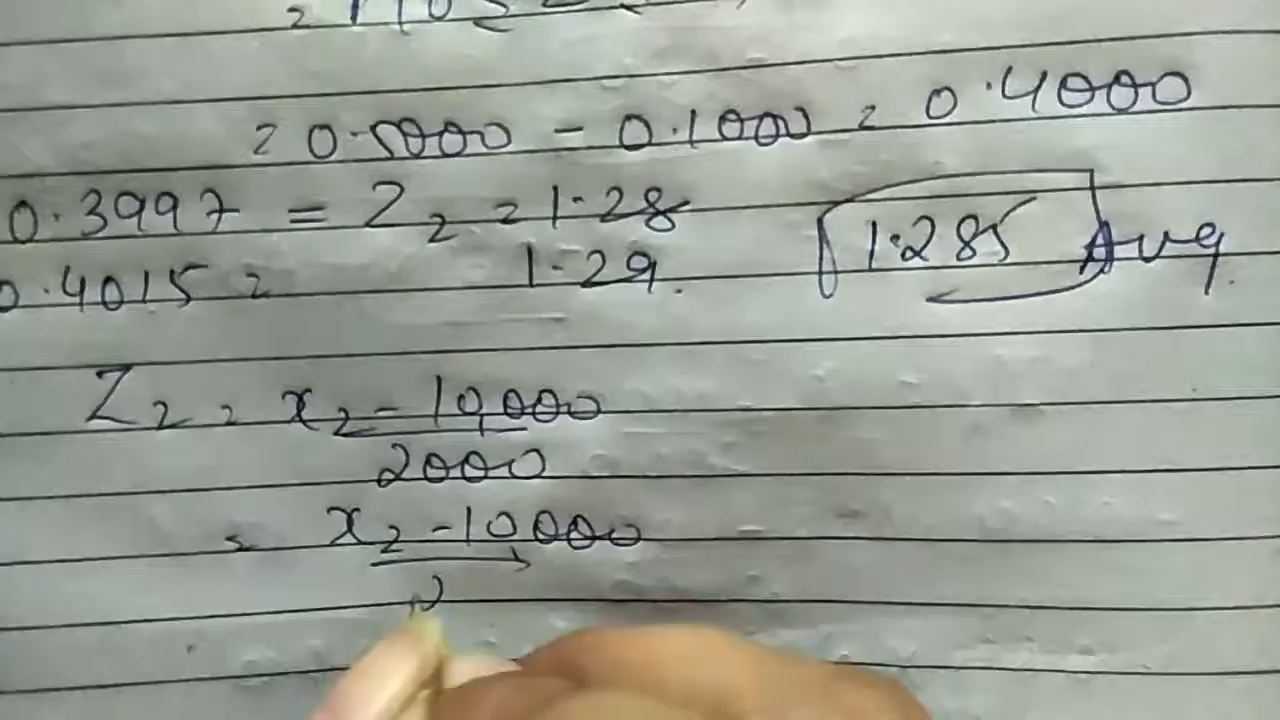 = 0.5000 - 0.1000 = 0.4000
0.3997 = Z2 = 1.28
0.4015 = 1.29. 1.285 Avg.
Z2 = x2 - 10,000
2000
= x2 - 10000
2